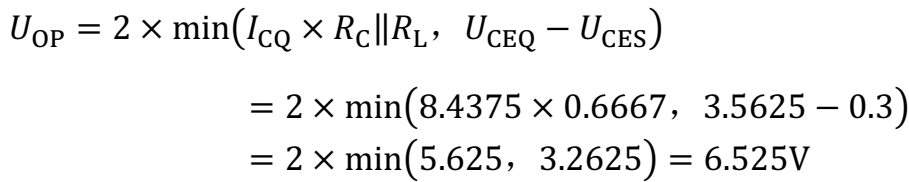 U_OP = 2 × min(I_CQ × R_C‖R_L, U_CEQ − U_CES)
= 2 × min(8.4375 × 0.6667, 3.5625 − 0.3)
= 2 × min(5.625, 3.2625) = 6.525V